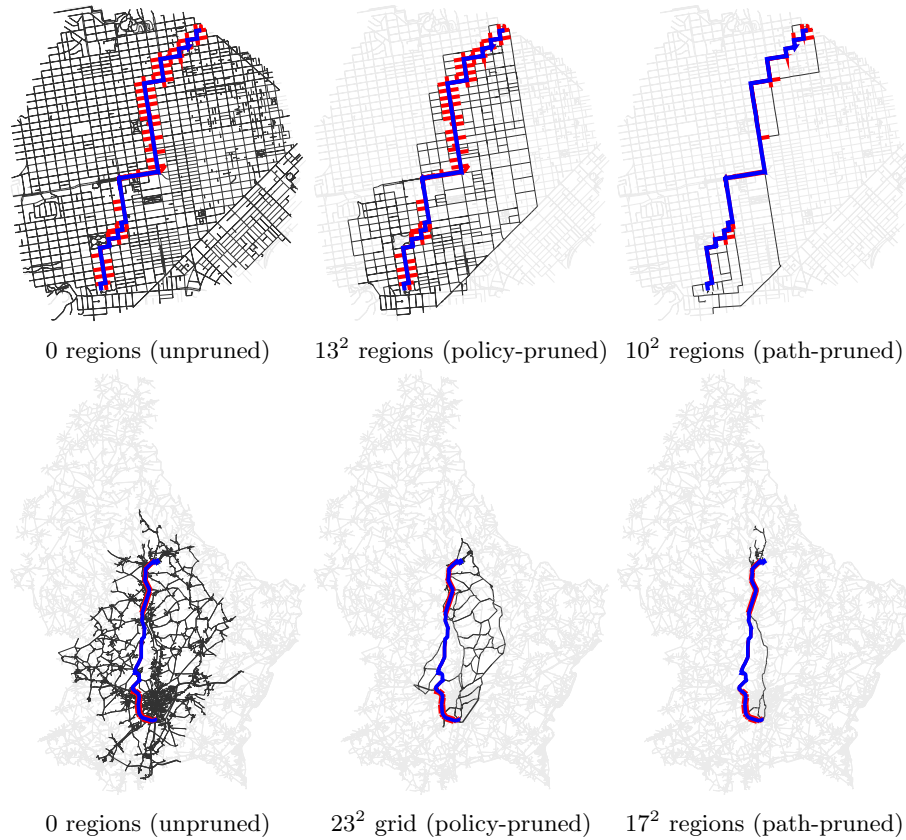 0 regions (unpruned) 13² regions (policy-pruned) 10² regions (path-pruned)
0 regions (unpruned) 23² grid (policy-pruned) 17² regions (path-pruned)